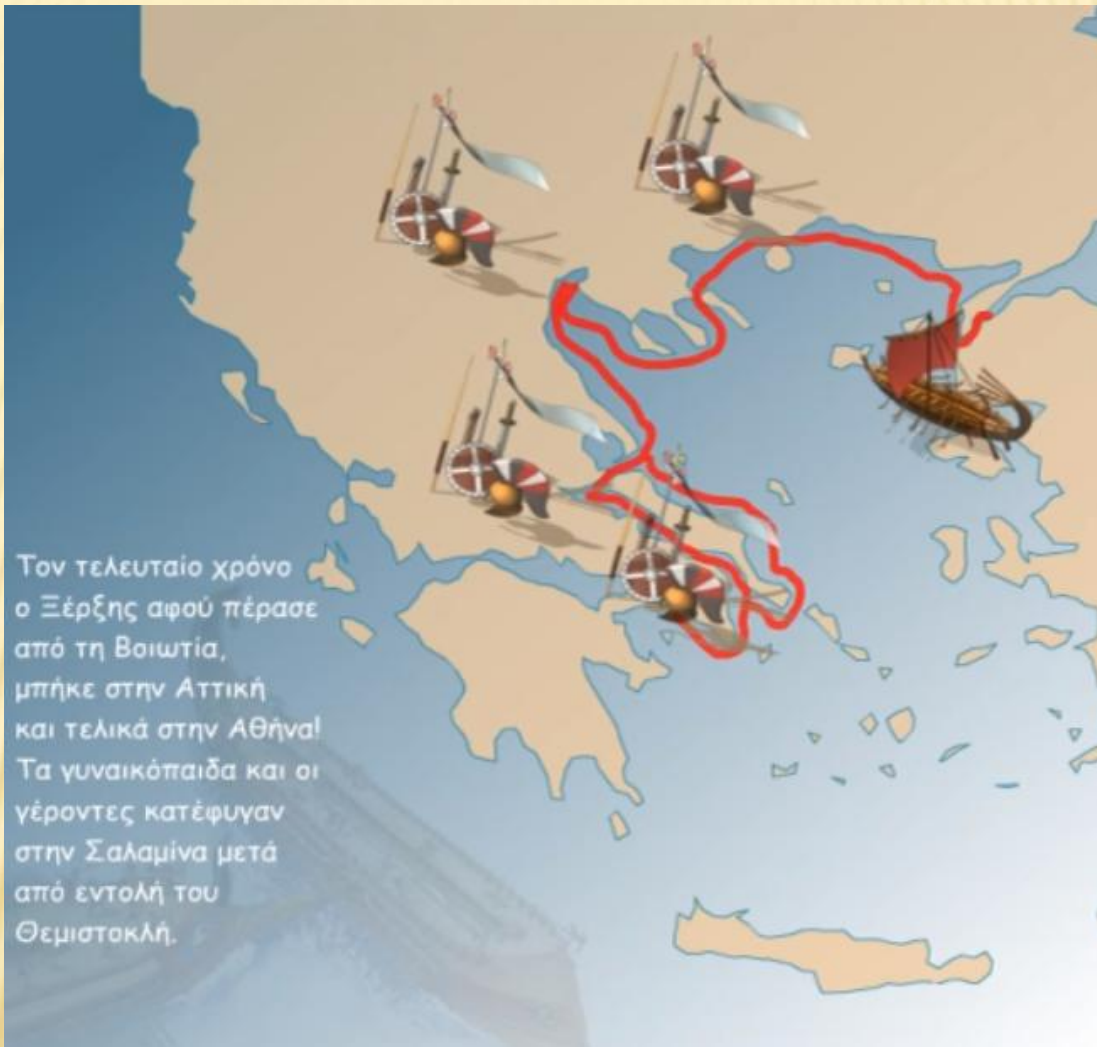 Τον τελευταίο χρόνο
ο Ξέρξης αφού πέρασε
από τη Βοιωτία,
μπήκε στην Αττική
και τελικά στην Αθήνα!
Τα γυναικόπαιδα και οι
γέροντες κατέφυγαν
στην Σαλαμίνα μετά
από εντολή του
Θεμιστοκλή.